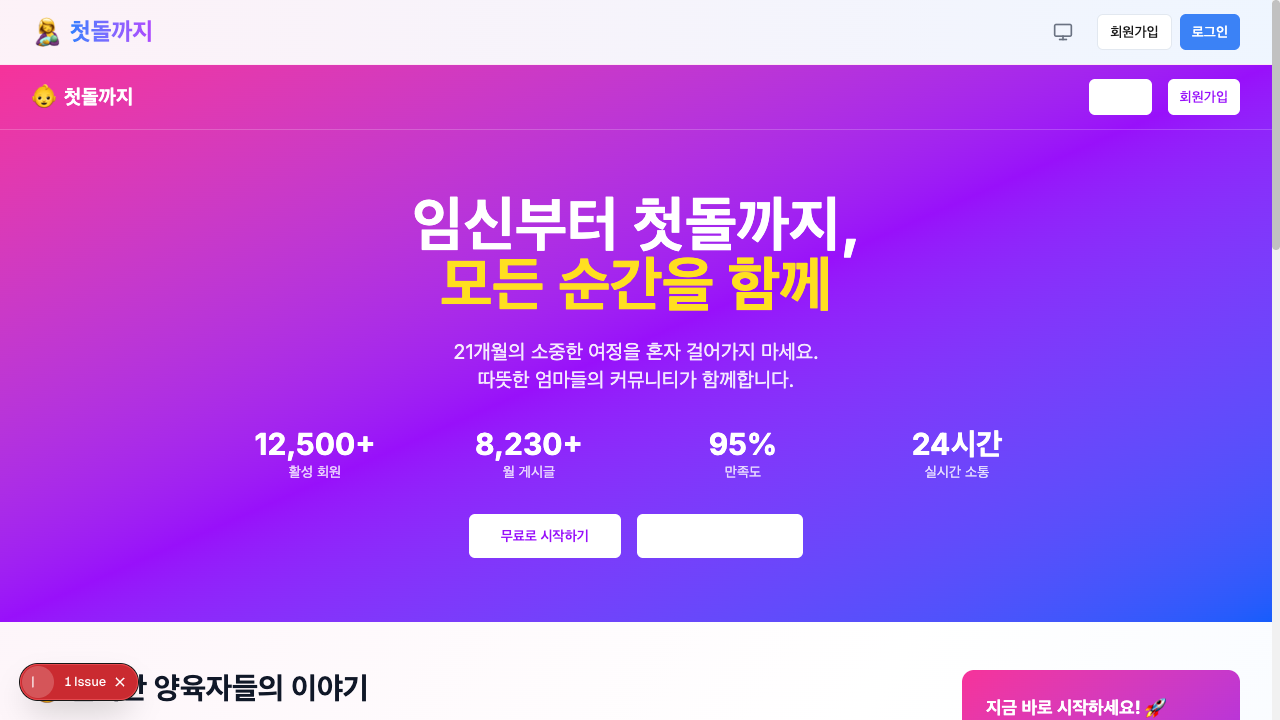 첫돌까지
회원가입
로그인
첫돌까지
회원가입
임신부터 첫돌까지,
모든 순간을 함께
21개월의 소중한 여정을 혼자 걸어가지 마세요.
따뜻한 엄마들의 커뮤니티가 함께합니다.
12,500+
활성 회원
8,230+
월 게시글
95%
만족도
24시간
실시간 소통
무료로 시작하기
양육자들의 이야기
지금 바로 시작하세요! 🚀
1 Issue